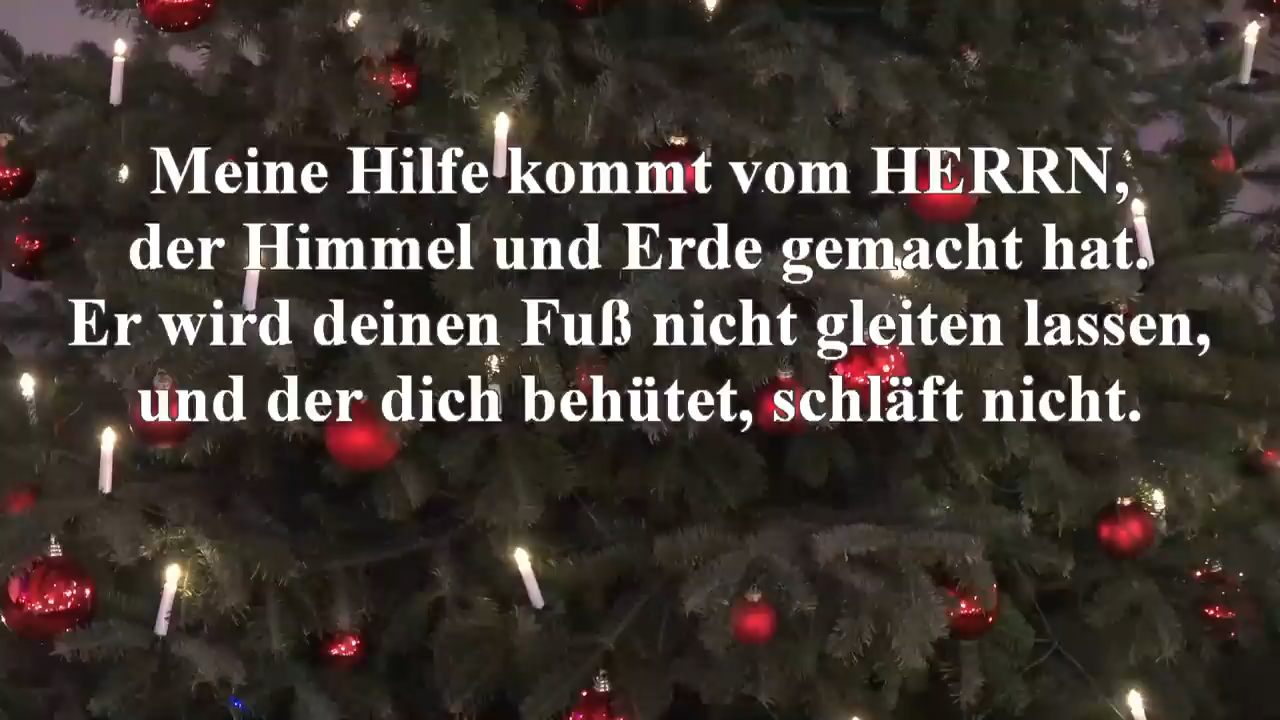 Meine Hilfe kommt vom HERRN,
der Himmel und Erde gemacht hat.
Er wird deinen Fuß nicht gleiten lassen,
und der dich behütet, schläft nicht.